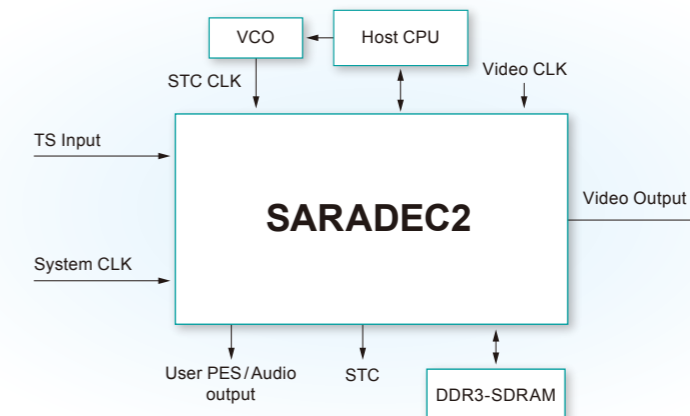 VCO
Host CPU
STC CLK
Video CLK
TS Input
SARADEC2
Video Output
System CLK
User PES/Audio
output
STC
DDR3-SDRAM